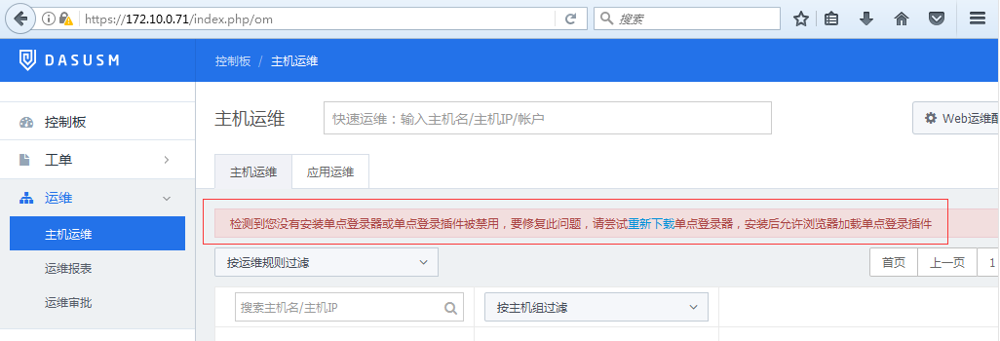 https://172.10.0.71/index.php/om
搜索
DASUSM
控制板 / 主机运维
控制板
工单
运维
主机运维
运维报表
运维审批
主机运维
快速运维：输入主机名/主机IP/帐户
Web运维配
主机运维
应用运维
检测到您没有安装单点登录器或单点登录插件被禁用，要修复此问题，请尝试重新下载单点登录器，安装后允许浏览器加载单点登录插件
按运维规则过滤
首页
上一页
1
搜索主机名/主机IP
按主机组过滤